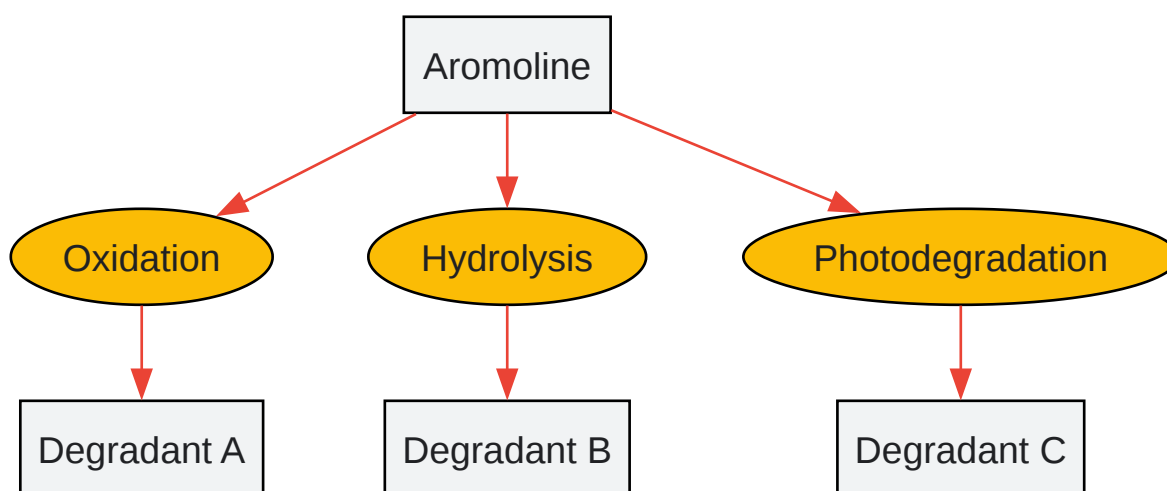 Aromoline
Oxidation
Hydrolysis
Photodegradation
Degradant A
Degradant B
Degradant C